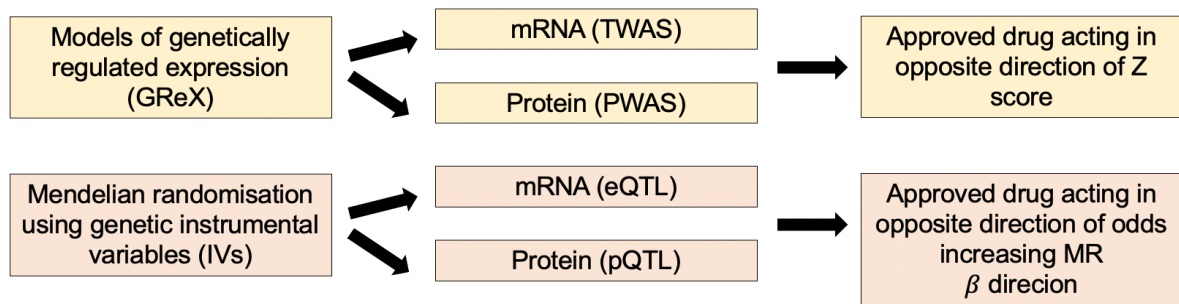 Models of genetically
regulated expression
(GReX)
mRNA (TWAS)
Protein (PWAS)
Approved drug acting in
opposite direction of Z
score
Mendelian randomisation
using genetic instrumental
variables (IVs)
mRNA (eQTL)
Protein (pQTL)
Approved drug acting in
opposite direction of odds
increasing MR
β direcion